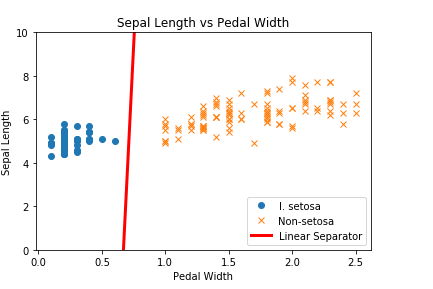 Sepal Length vs Pedal Width
10
8
6
4
2
0
Sepal Length
0.0 0.5 1.0 1.5 2.0 2.5
Pedal Width
I. setosa
Non-setosa
Linear Separator